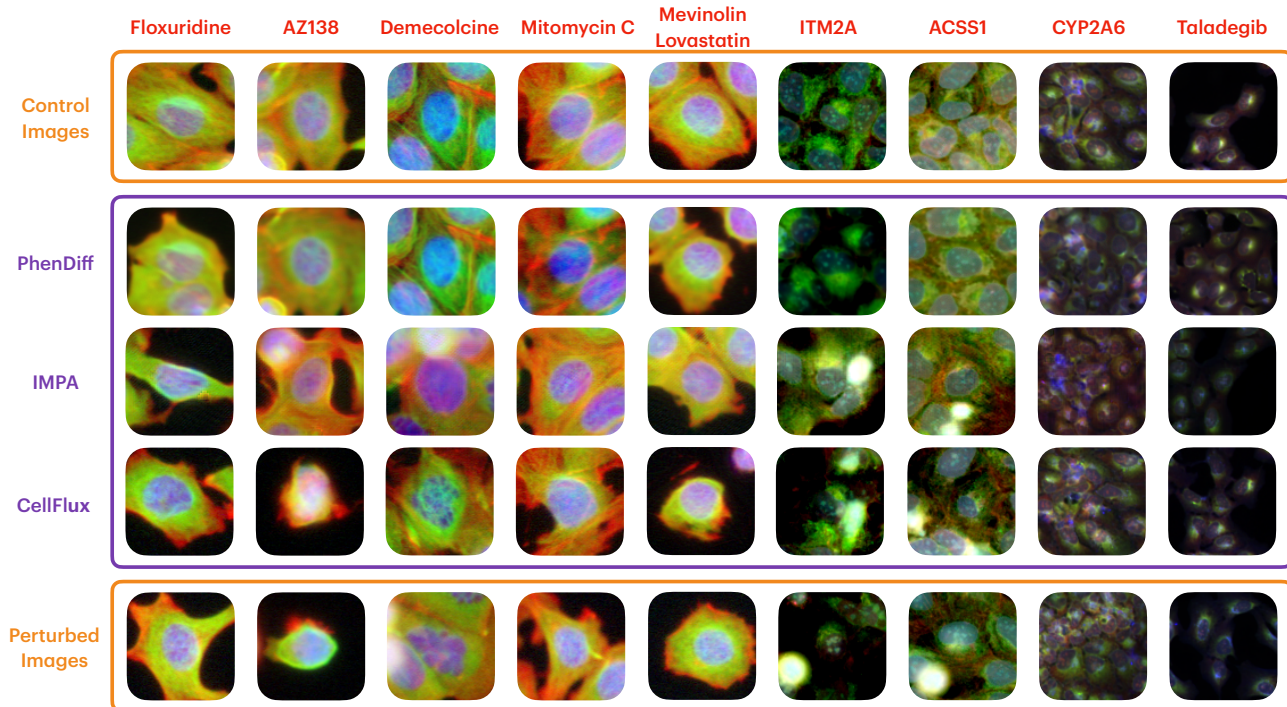 Floxuridine AZ138 Demecolcine Mitomycin C Mevinolin Lovastatin ITM2A ACSS1 CYP2A6 Taladegib
Control
Images
PhenDiff
IMPA
CellFlux
Perturbed
Images